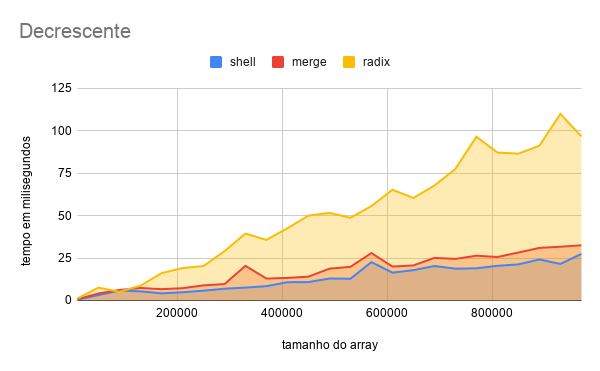 Decrescente
shell merge radix
125
100
75
50
25
0
tempo em milisegundos
200000 400000 600000 800000
tamanho do array